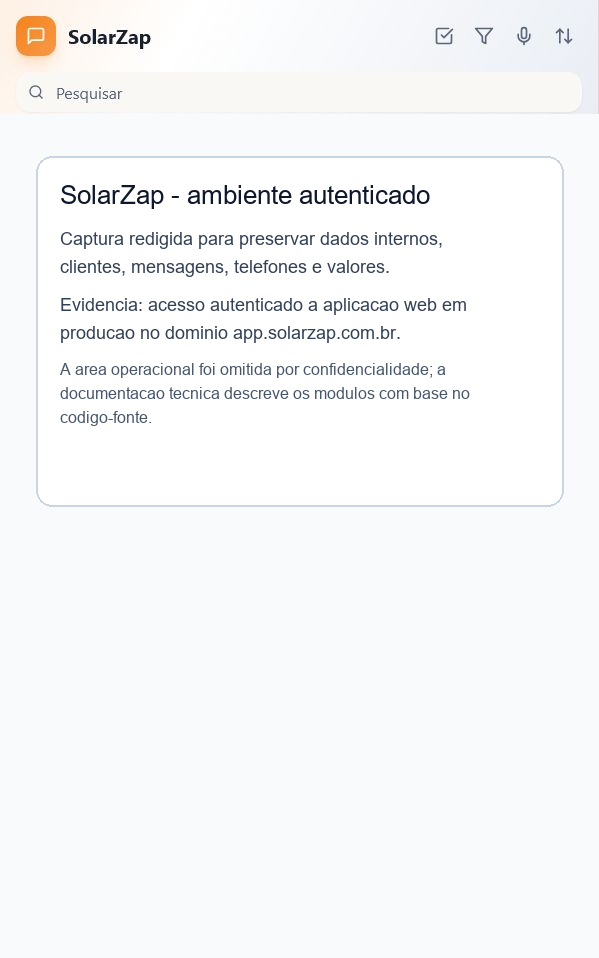 SolarZap
Pesquisar
SolarZap - ambiente autenticado
Captura redigida para preservar dados internos,
clientes, mensagens, telefones e valores.
Evidencia: acesso autenticado a aplicacao web em
producao no dominio app.solarzap.com.br.
A area operacional foi omitida por confidencialidade; a
documentacao tecnica descreve os modulos com base no
codigo-fonte.